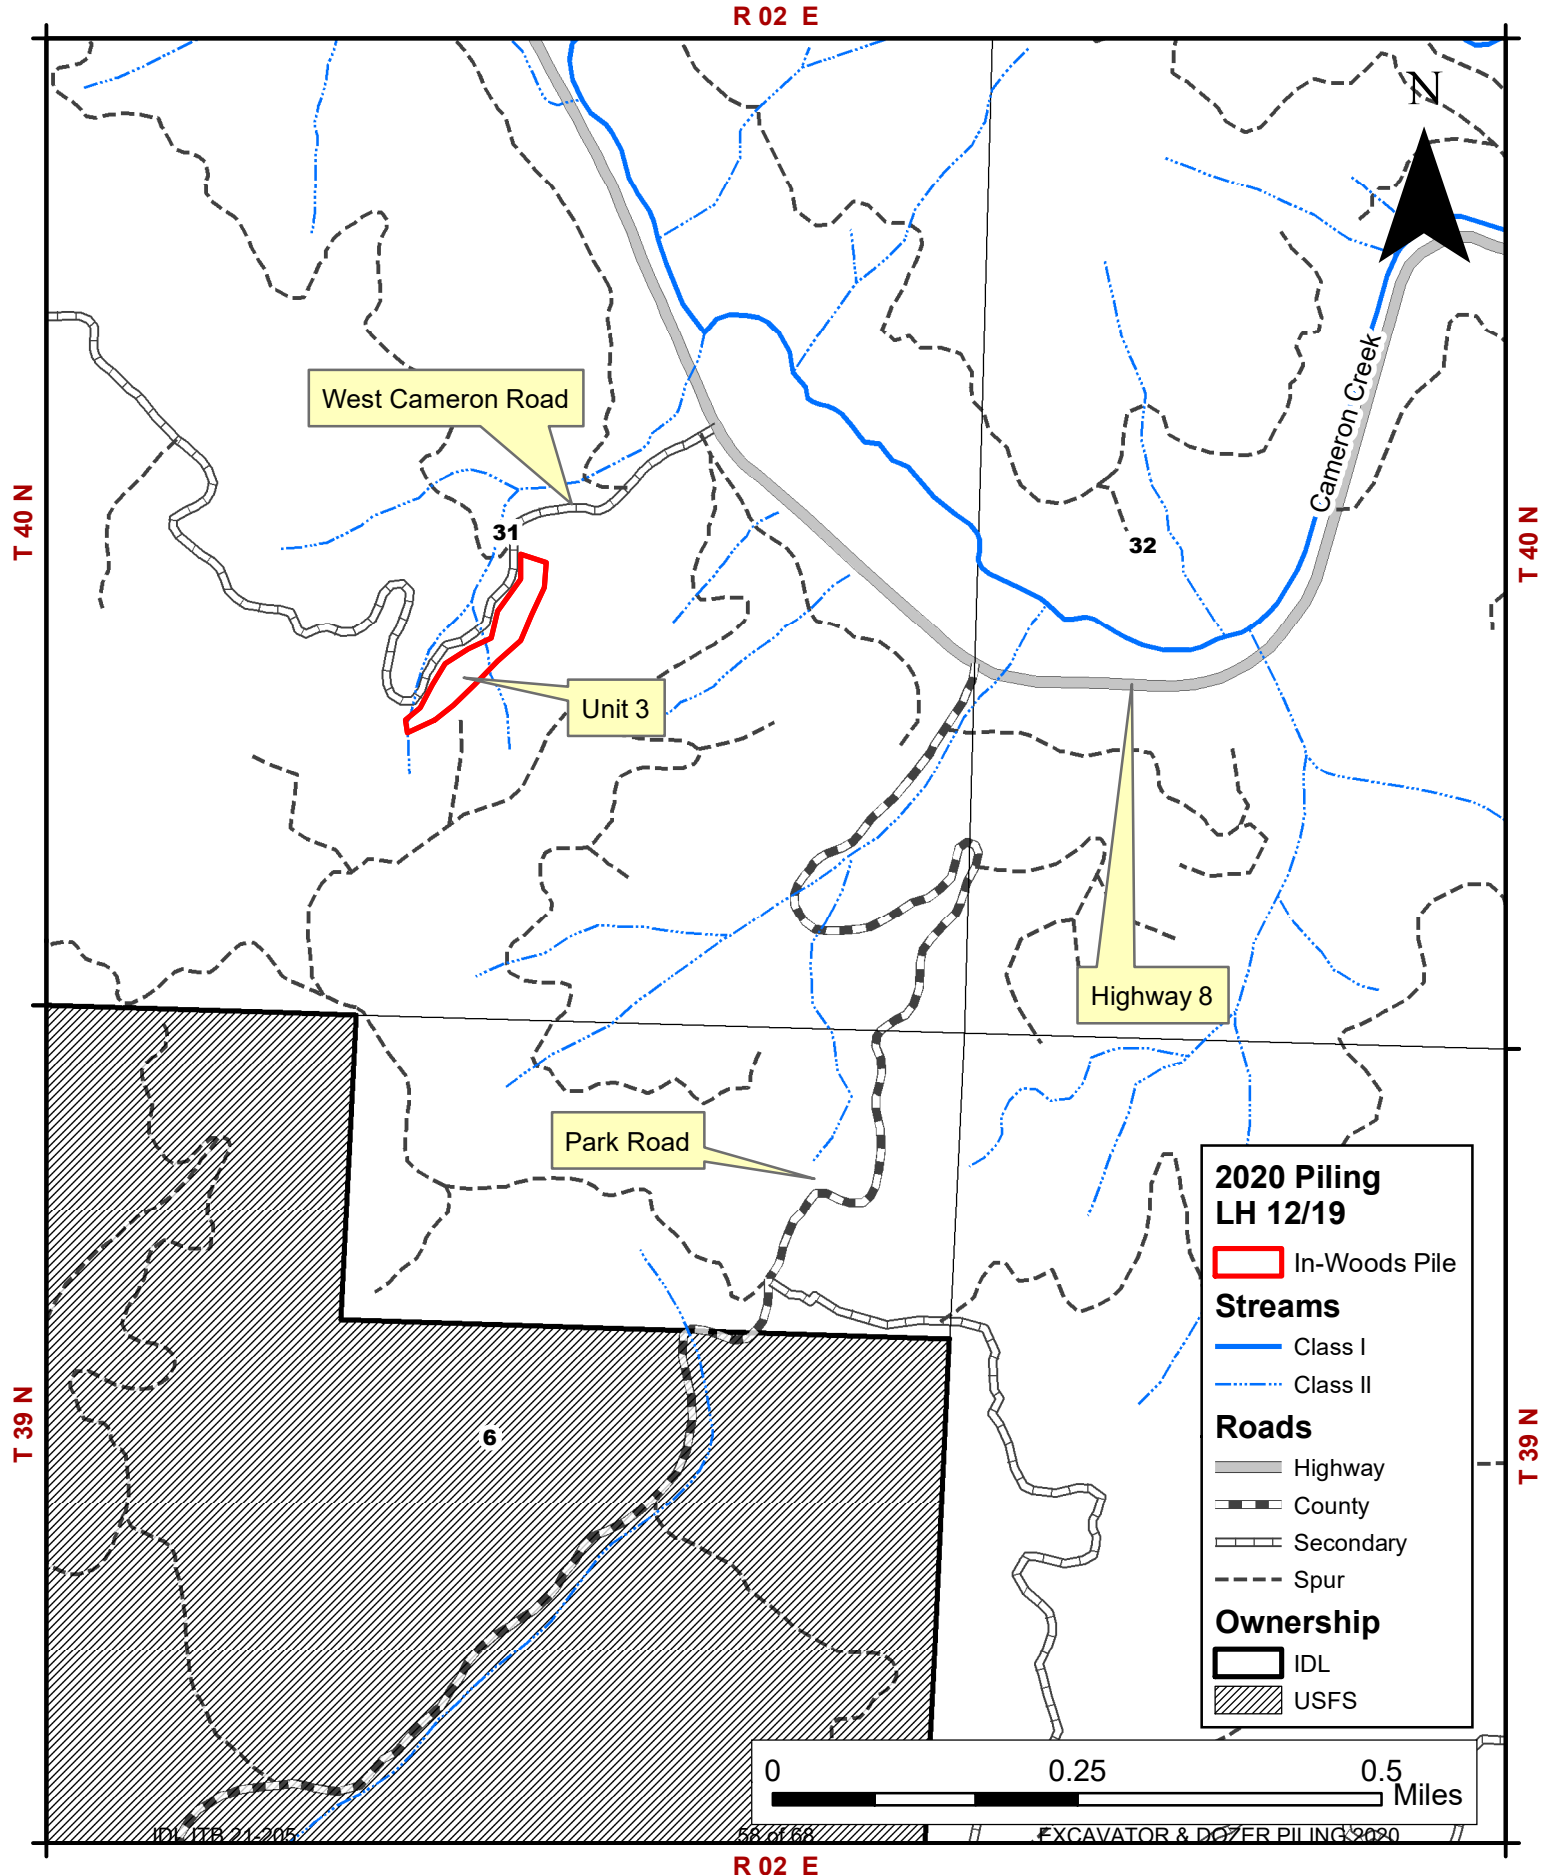 R 02 E
N
West Cameron Road
Cameron Creek
T 40 N
T 40 N
31
32
Unit 3
Highway 8
Park Road
2020 Piling
LH 12/19
In-Woods Pile
Streams
Class I
Class II
Roads
Highway
County
Secondary
Spur
Ownership
IDL
USFS
T 39 N
T 39 N
6
0 0.25 0.5 Miles
IDL ITB 21-205 58 of 68 EXCAVATOR & DOZER PILING 2020
R 02 E